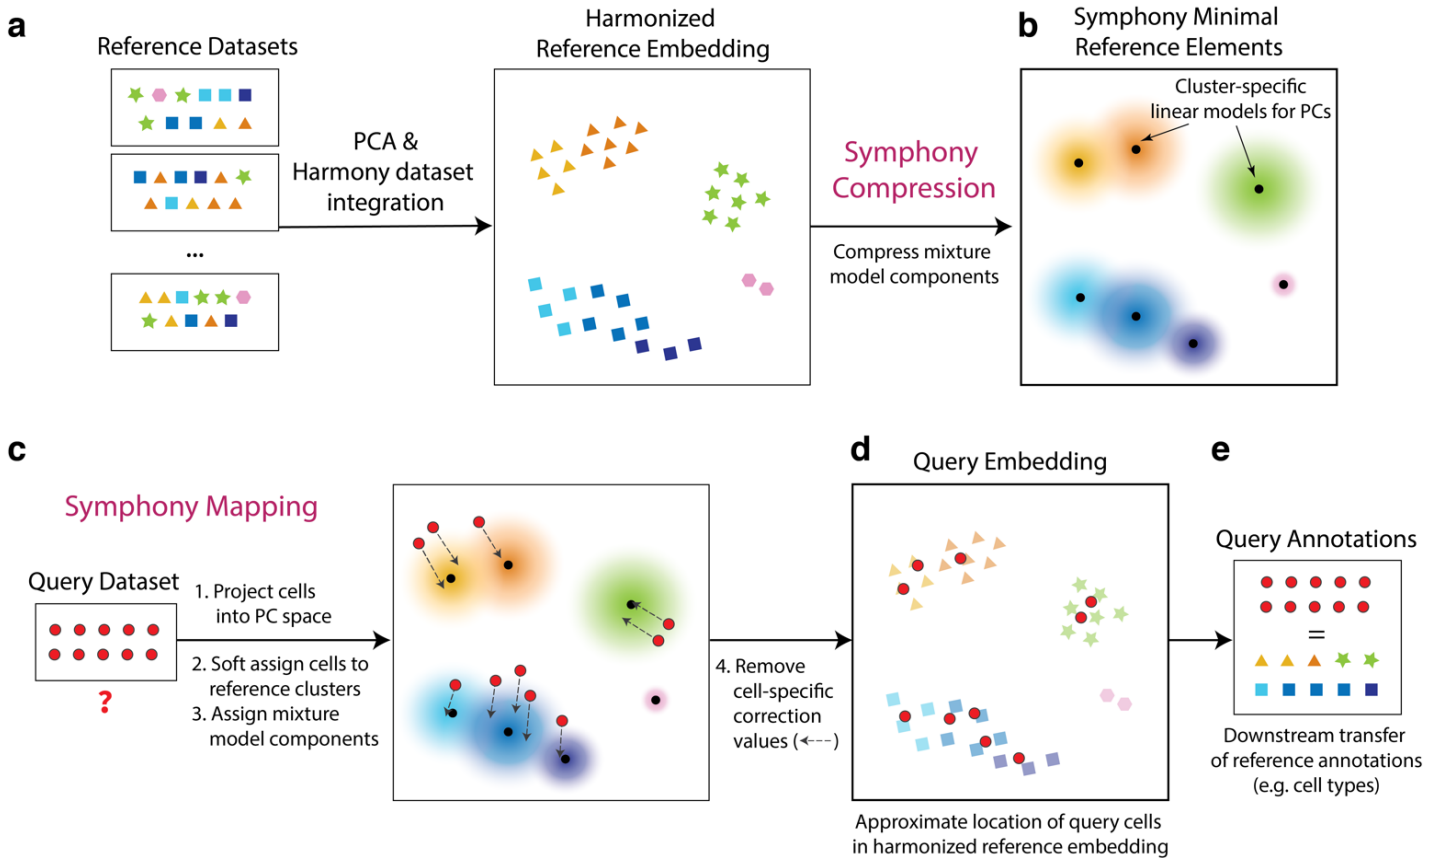 a
Reference Datasets
...
PCA &
Harmony dataset
integration
Harmonized
Reference Embedding
Symphony
Compression
Compress mixture
model components
b
Symphony Minimal
Reference Elements
Cluster-specific
linear models for PCs
c
Symphony Mapping
Query Dataset
?
1. Project cells
into PC space
2. Soft assign cells to
reference clusters
3. Assign mixture
model components
4. Remove
cell-specific
correction
values (←---)
d
Query Embedding
Approximate location of query cells
in harmonized reference embedding
e
Query Annotations
=
Downstream transfer
of reference annotations
(e.g. cell types)